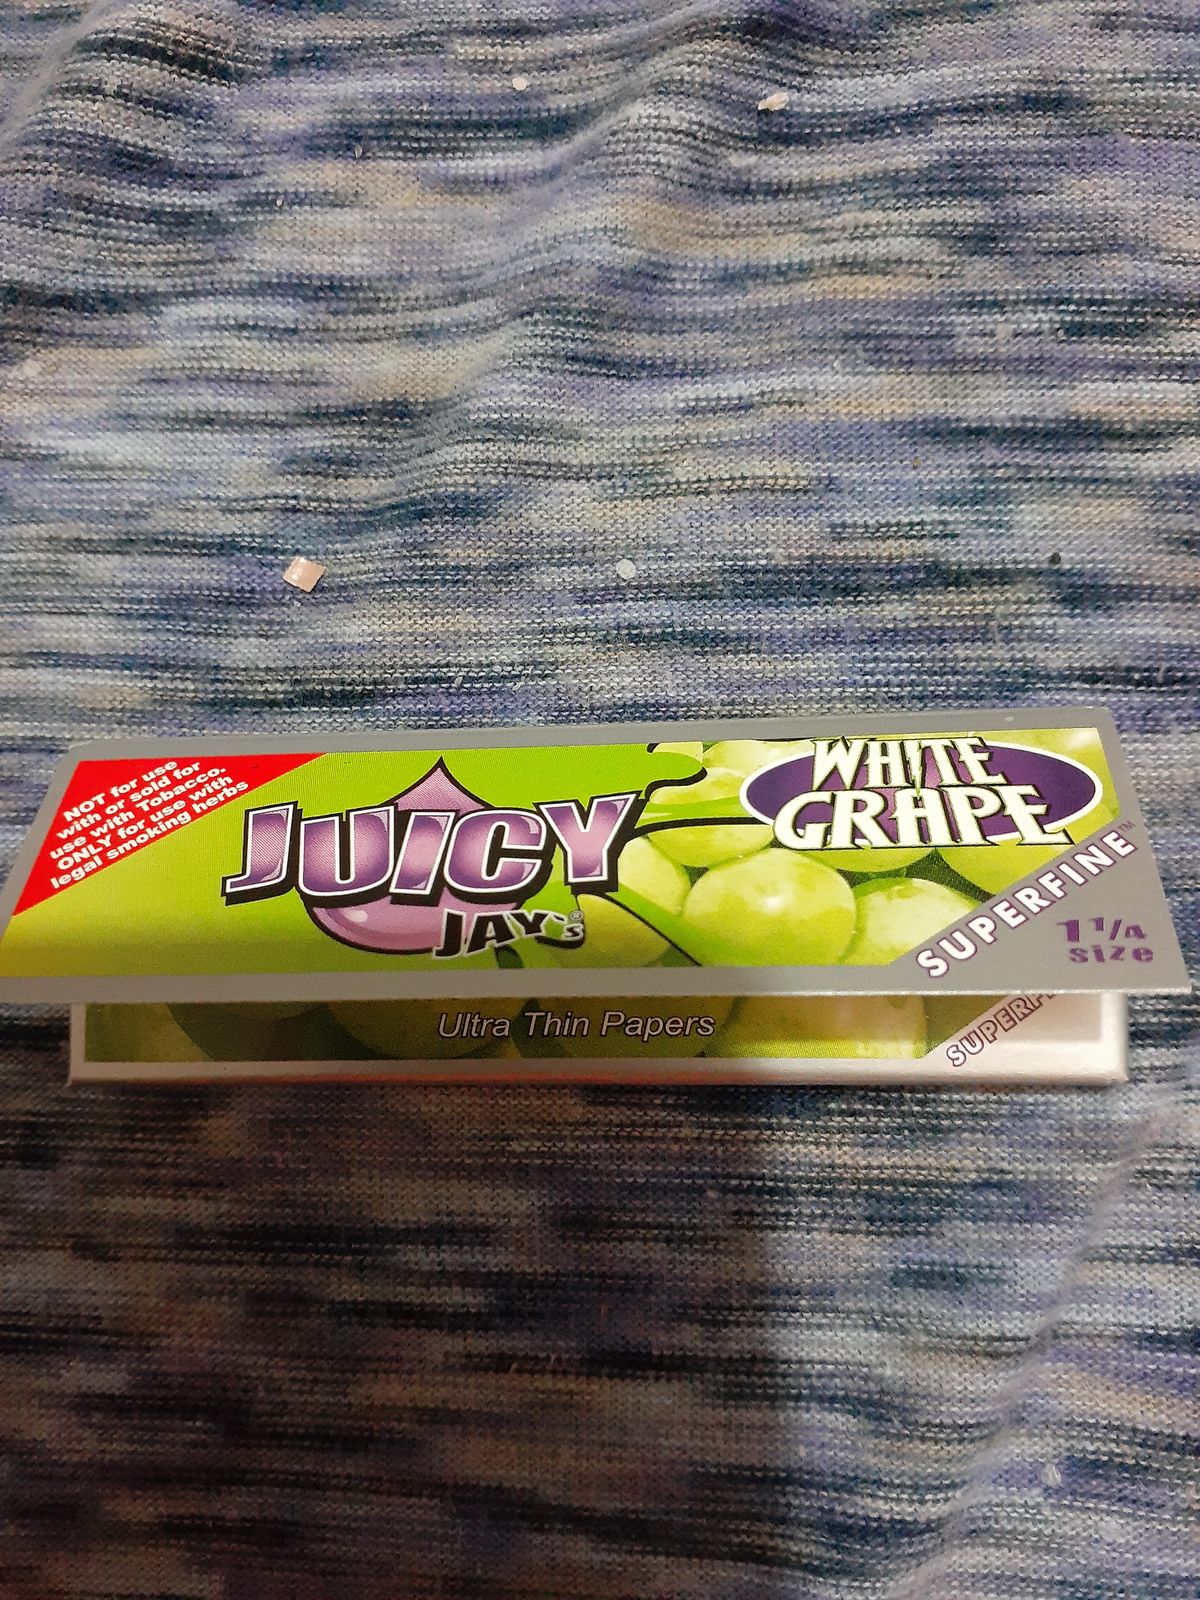 NOT for use
with or sold for
use with Tobacco.
ONLY for use with
legal smoking herbs
JUICY
JAY's®
WHITE
GRAPE
SUPERFINE™
1 1/4
size
Ultra Thin Papers